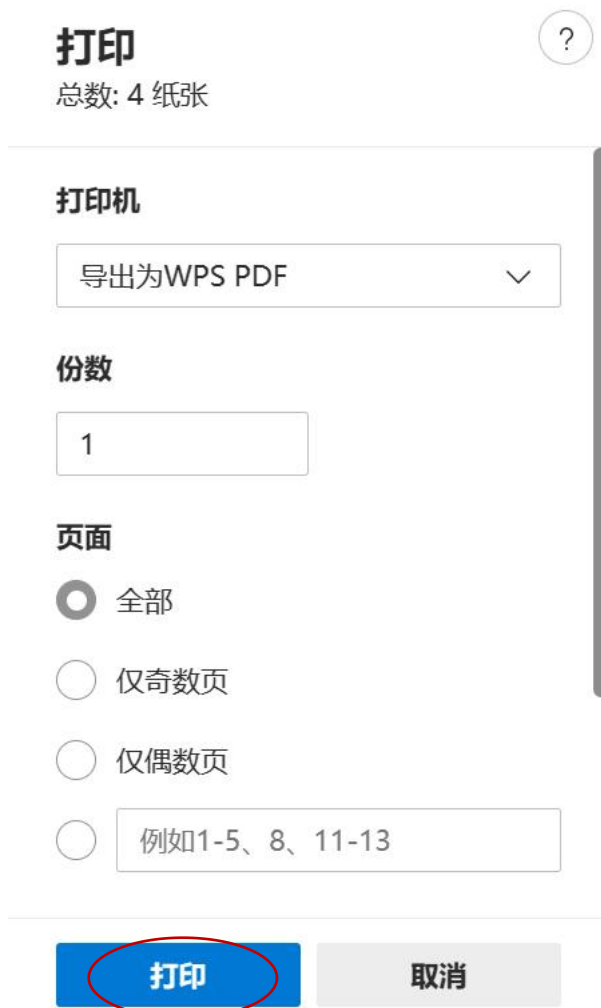 打印
?
总数: 4 纸张
打印机
导出为WPS PDF
份数
1
页面
全部
仅奇数页
仅偶数页
例如1-5、8、11-13
打印
取消